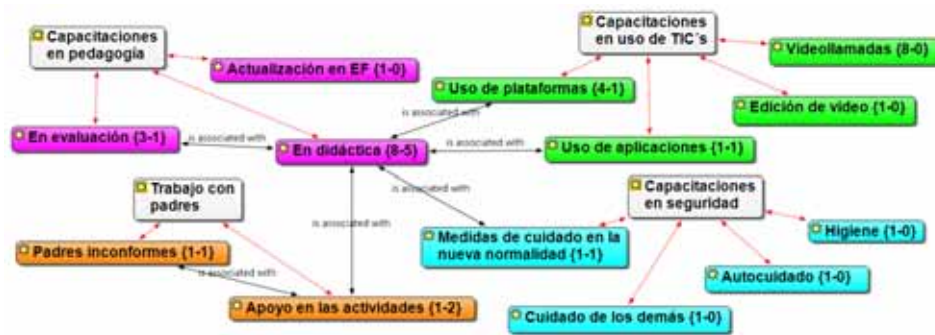 Capacitaciones
en pedagogía
Actualización en EF {1-0}
En evaluación {3-1}
is associated with
En didáctica {8-5}
Capacitaciones
en uso de TIC´s
Videollamadas {8-0}
Uso de plataformas {4-1}
is associated with
Edición de video {1-0}
is associated with
Uso de aplicaciones {1-1}
Trabajo con
padres
is associated with
is associated with
Capacitaciones
en seguridad
Padres inconformes {1-1}
is associated with
Medidas de cuidado en la
nueva normalidad {1-1}
Higiene {1-0}
Autocuidado {1-0}
Apoyo en las actividades {1-2}
Cuidado de los demás {1-0}